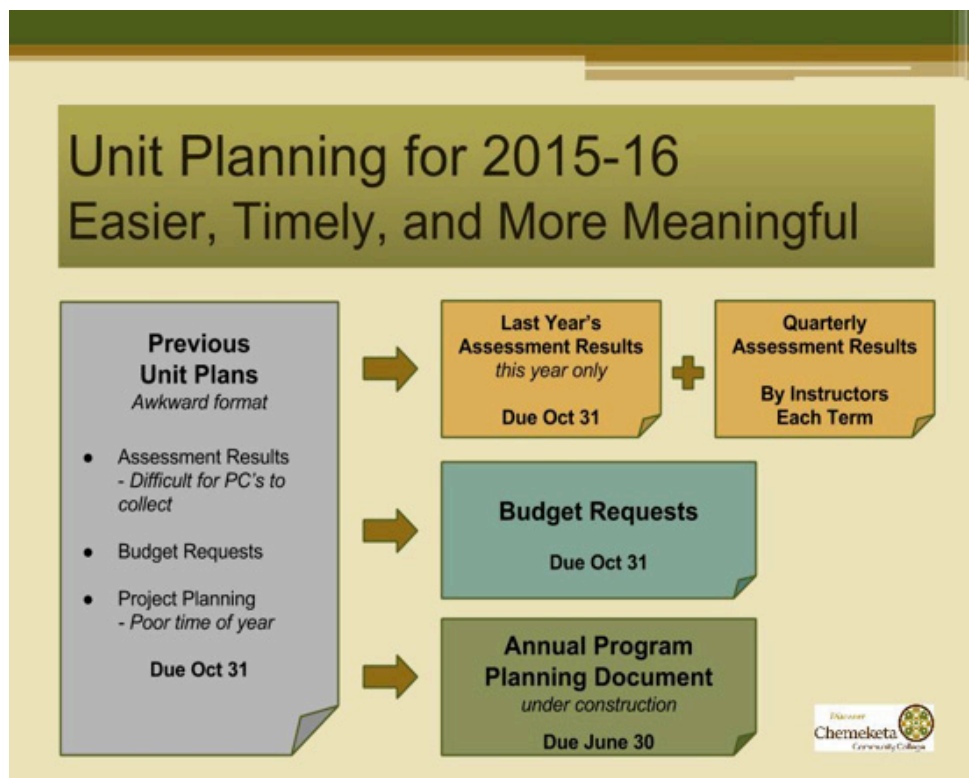 Unit Planning for 2015-16
Easier, Timely, and More Meaningful
Previous
Unit Plans
Awkward format
● Assessment Results
- Difficult for PC's to
collect
● Budget Requests
● Project Planning
- Poor time of year
Due Oct 31
Last Year's
Assessment Results
this year only
Due Oct 31
Quarterly
Assessment Results
By Instructors
Each Term
Budget Requests
Due Oct 31
Annual Program
Planning Document
under construction
Due June 30
Discover
Chemeketa
Community College